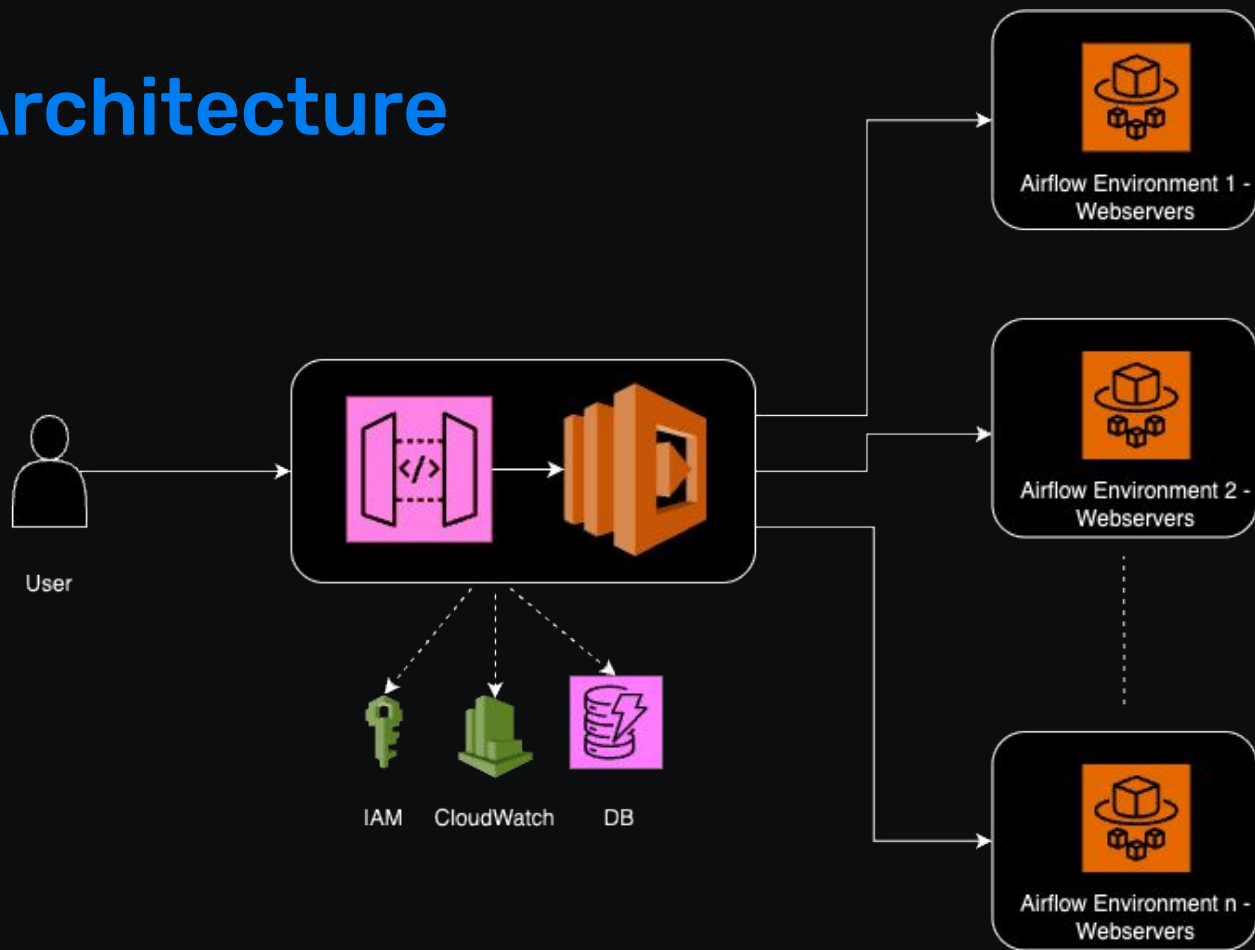 Architecture
Airflow Environment 1 -
Webservers
</>
Airflow Environment 2 -
Webservers
User
IAM
CloudWatch
DB
Airflow Environment n -
Webservers